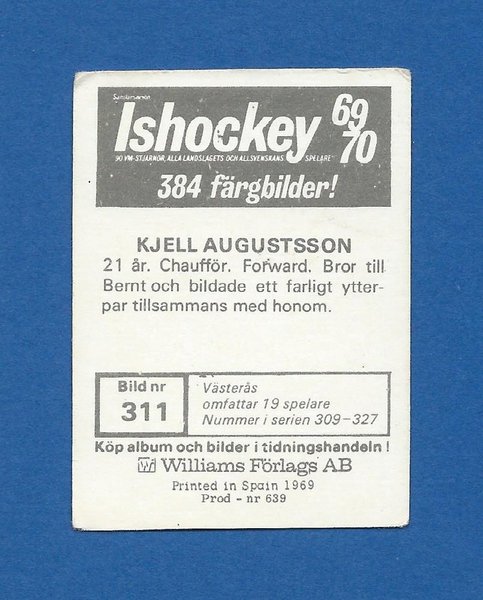 Samlarserien
Ishockey 69
70
90 VM-STJÄRNOR, ALLA LANDSLAGETS OCH ALLSVENSKANS SPELARE
384 färgbilder!
KJELL AUGUSTSSON
21 år. Chaufför. Forward. Bror till
Bernt och bildade ett farligt ytter-
par tillsammans med honom.
Bild nr
311
Västerås
omfattar 19 spelare
Nummer i serien 309–327
Köp album och bilder i tidningshandeln !
W Williams Förlags AB
Printed in Spain 1969
Prod - nr 639